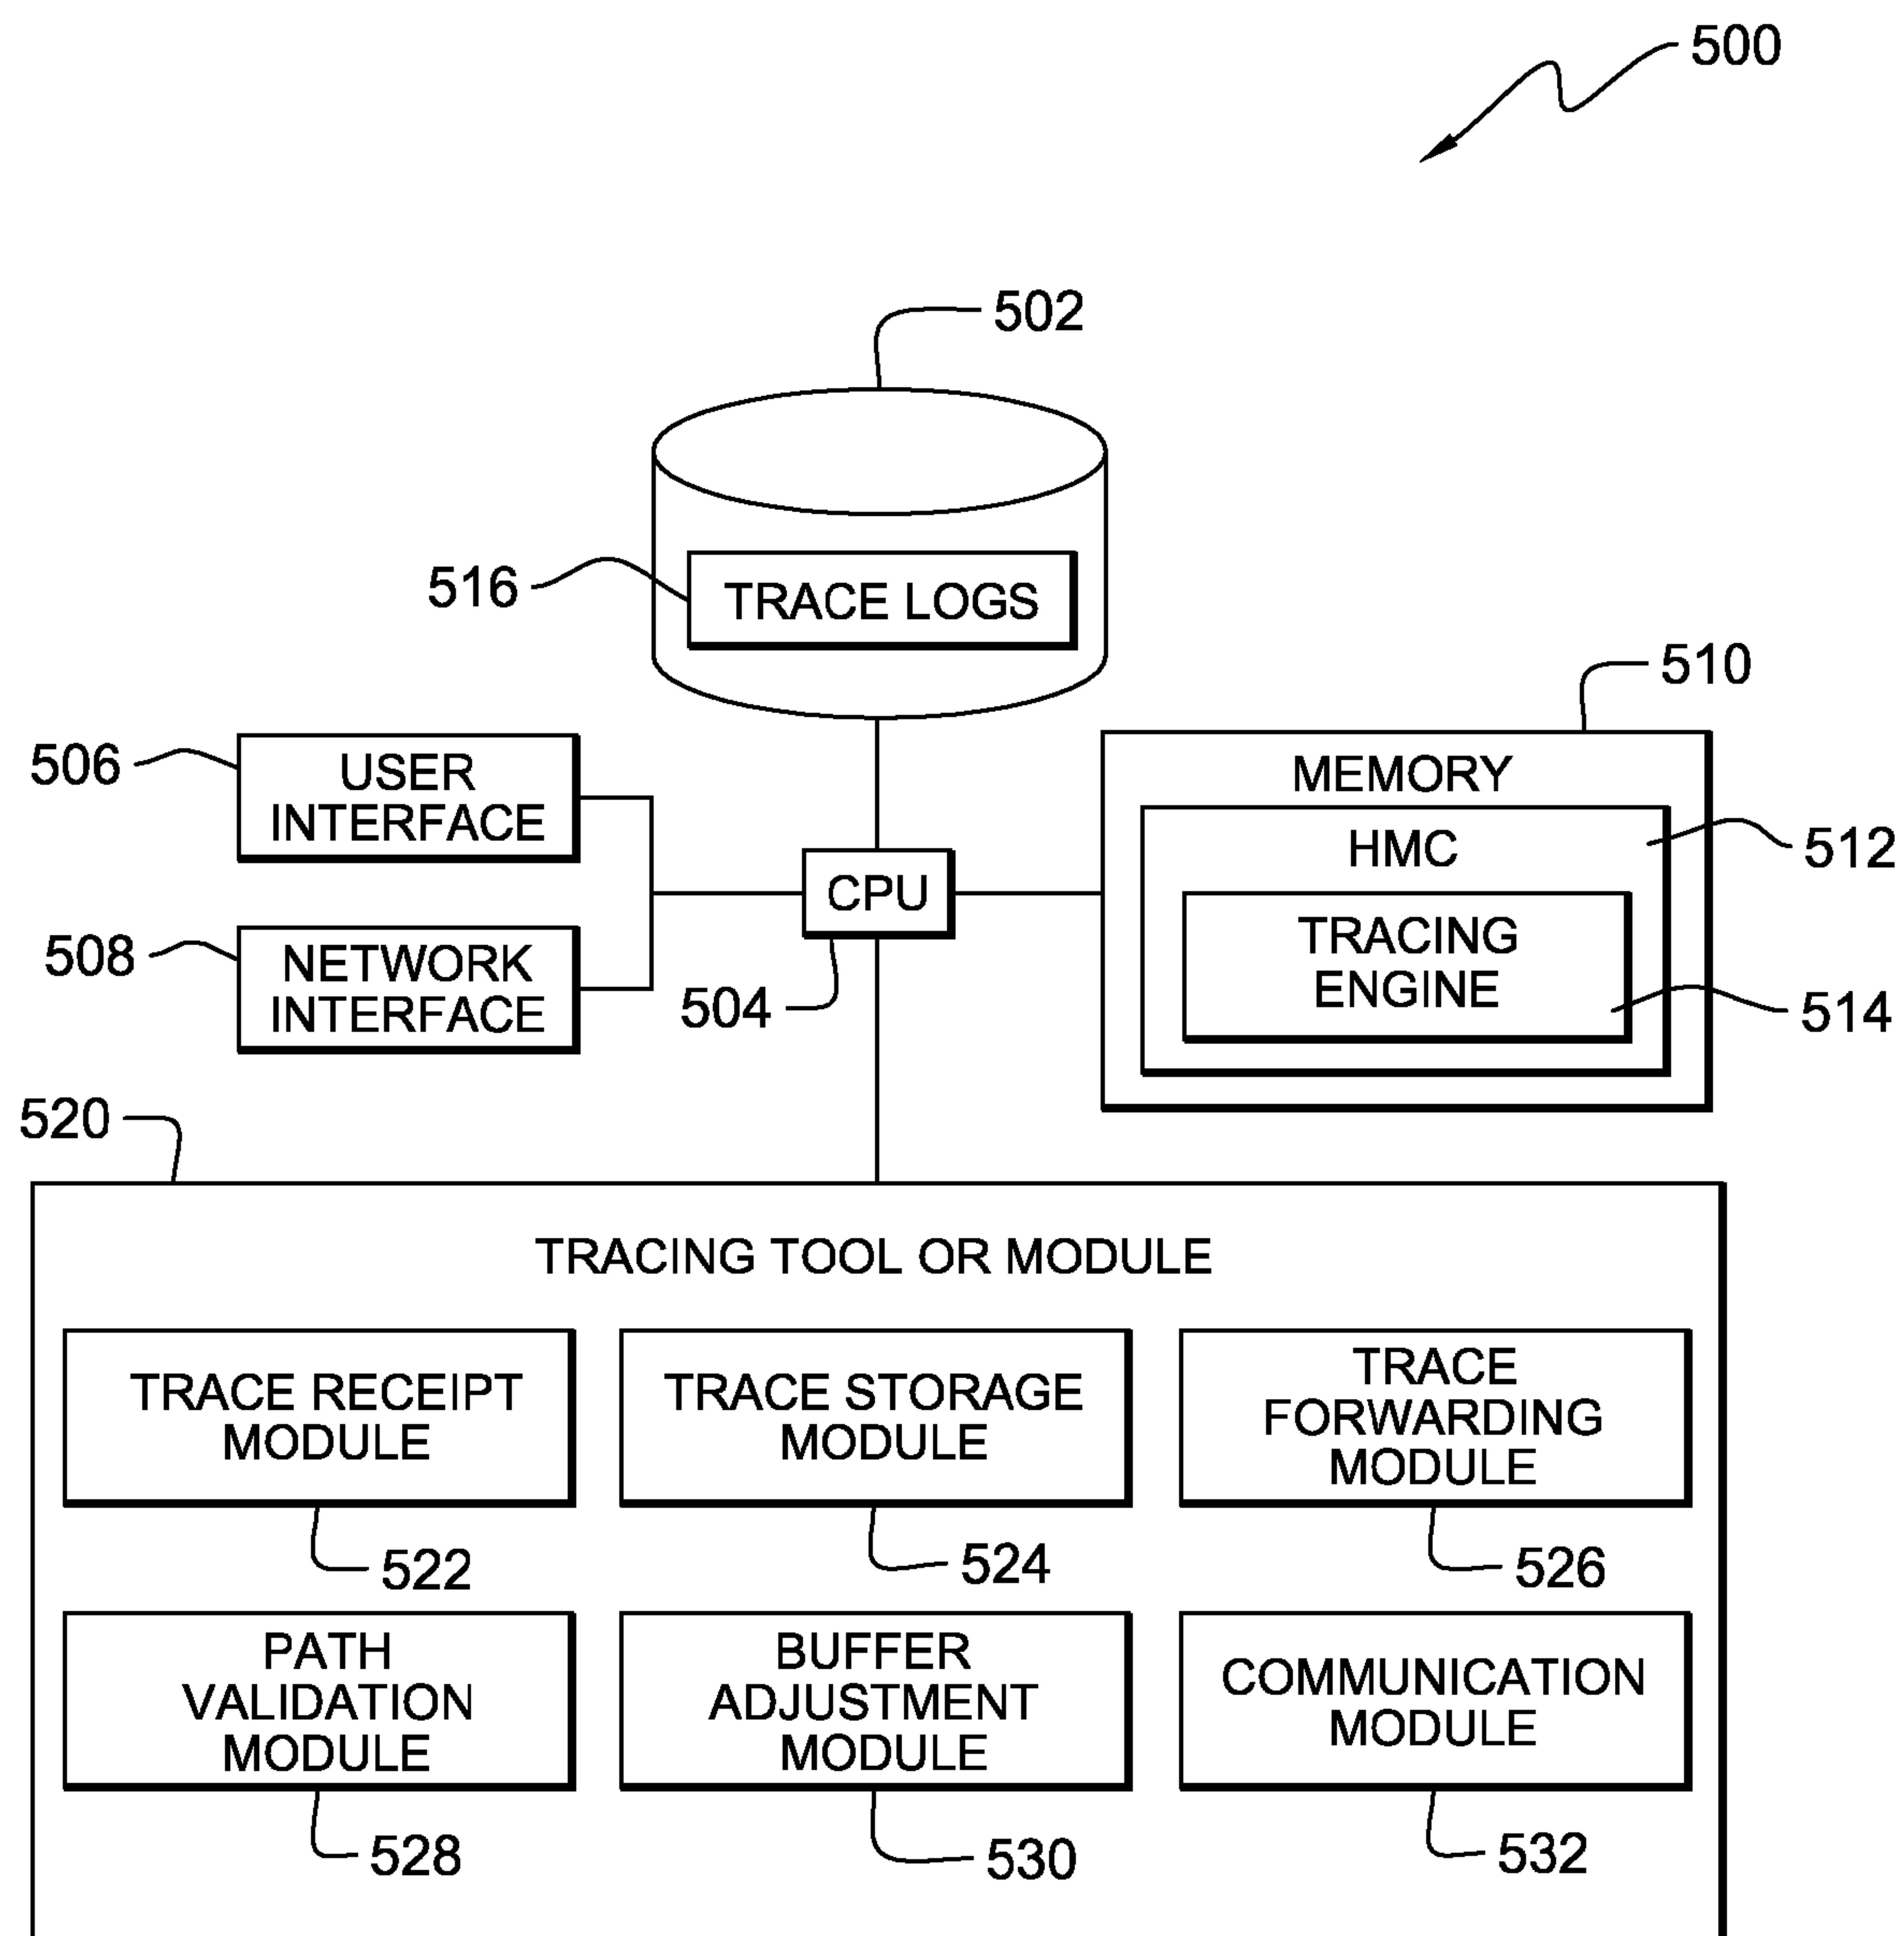 500
502
516
TRACE LOGS
510
506
USER
INTERFACE
MEMORY
HMC
512
CPU
508
NETWORK
INTERFACE
504
TRACING
ENGINE
514
520
TRACING TOOL OR MODULE
TRACE RECEIPT
MODULE
522
TRACE STORAGE
MODULE
524
TRACE
FORWARDING
MODULE
526
PATH
VALIDATION
MODULE
528
BUFFER
ADJUSTMENT
MODULE
530
COMMUNICATION
MODULE
532